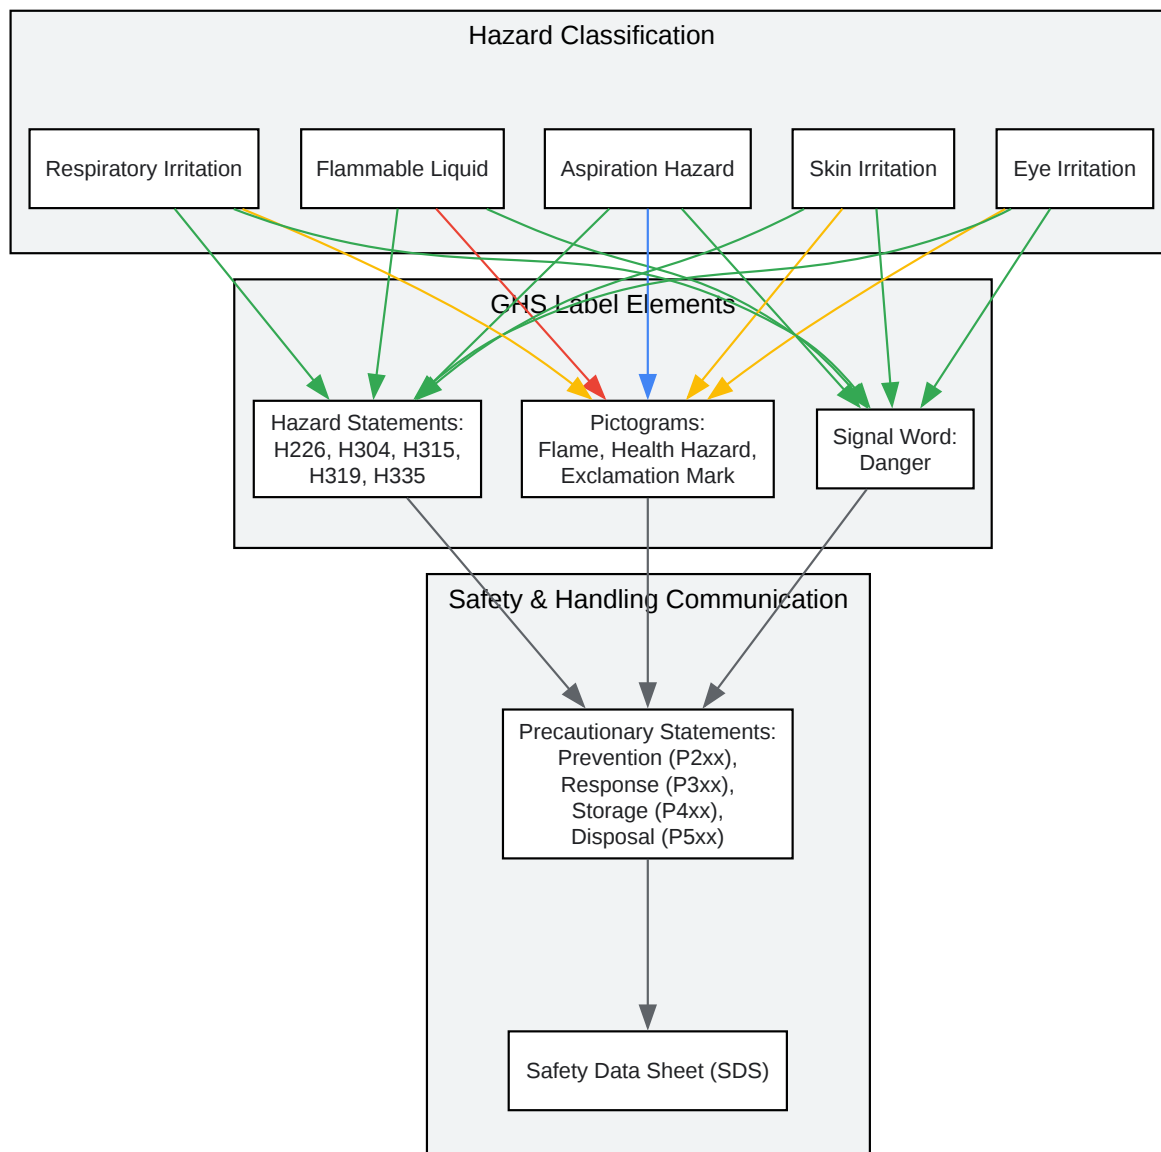 Hazard Classification
Respiratory Irritation
Flammable Liquid
Aspiration Hazard
Skin Irritation
Eye Irritation
GHS Label Elements
Hazard Statements:
H226, H304, H315,
H319, H335
Pictograms:
Flame, Health Hazard,
Exclamation Mark
Signal Word:
Danger
Safety & Handling Communication
Precautionary Statements:
Prevention (P2xx),
Response (P3xx),
Storage (P4xx),
Disposal (P5xx)
Safety Data Sheet (SDS)